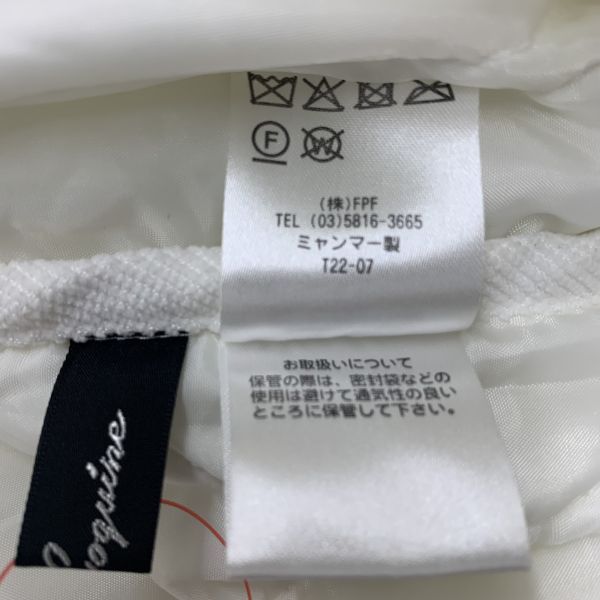 F
W
(株)FPF
TEL (03)5816-3665
ミャンマー製
T22-07
お取扱いについて
保管の際は、密封袋などの
使用は避けて通気性の良い
ところに保管して下さい。